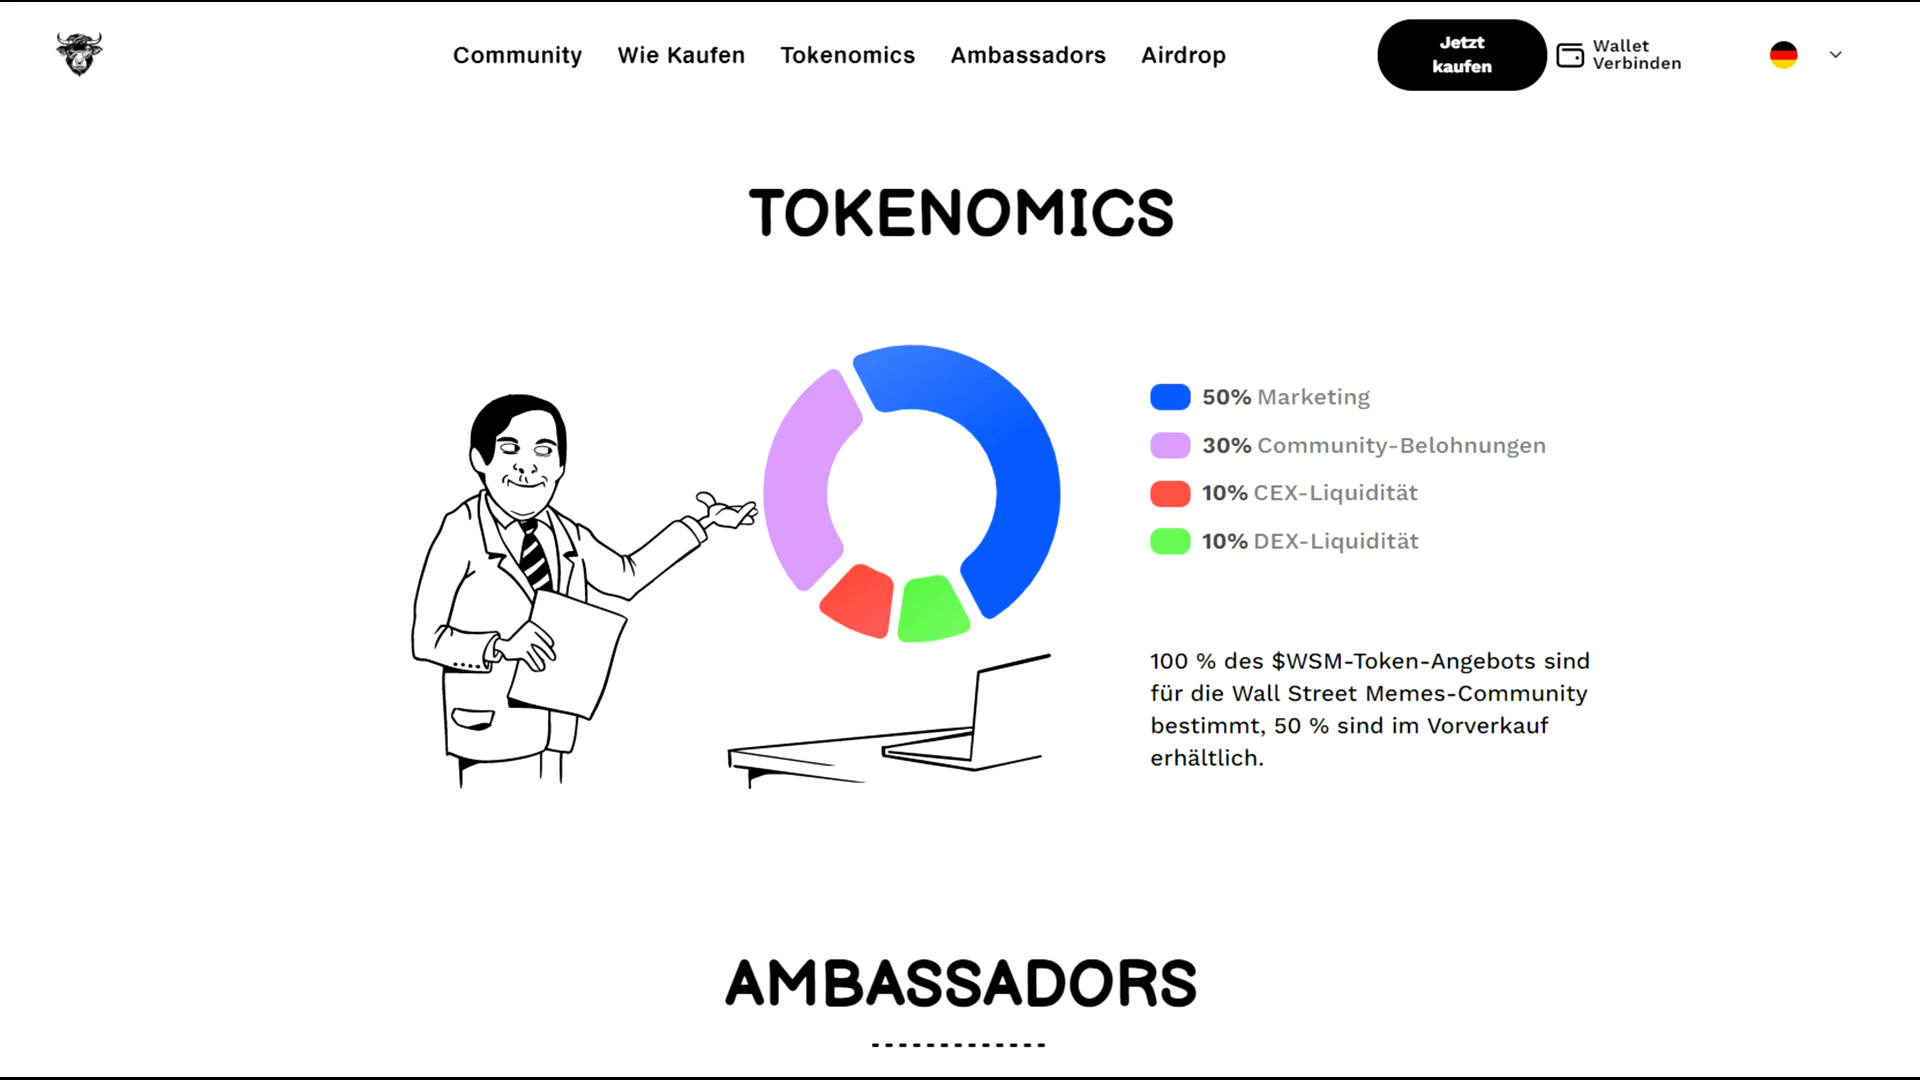 Community Wie Kaufen Tokenomics Ambassadors Airdrop
Jetzt
kaufen
Wallet
Verbinden
TOKENOMICS
50% Marketing
30% Community-Belohnungen
10% CEX-Liquidität
10% DEX-Liquidität
100 % des $WSM-Token-Angebots sind
für die Wall Street Memes-Community
bestimmt, 50 % sind im Vorverkauf
erhältlich.
AMBASSADORS